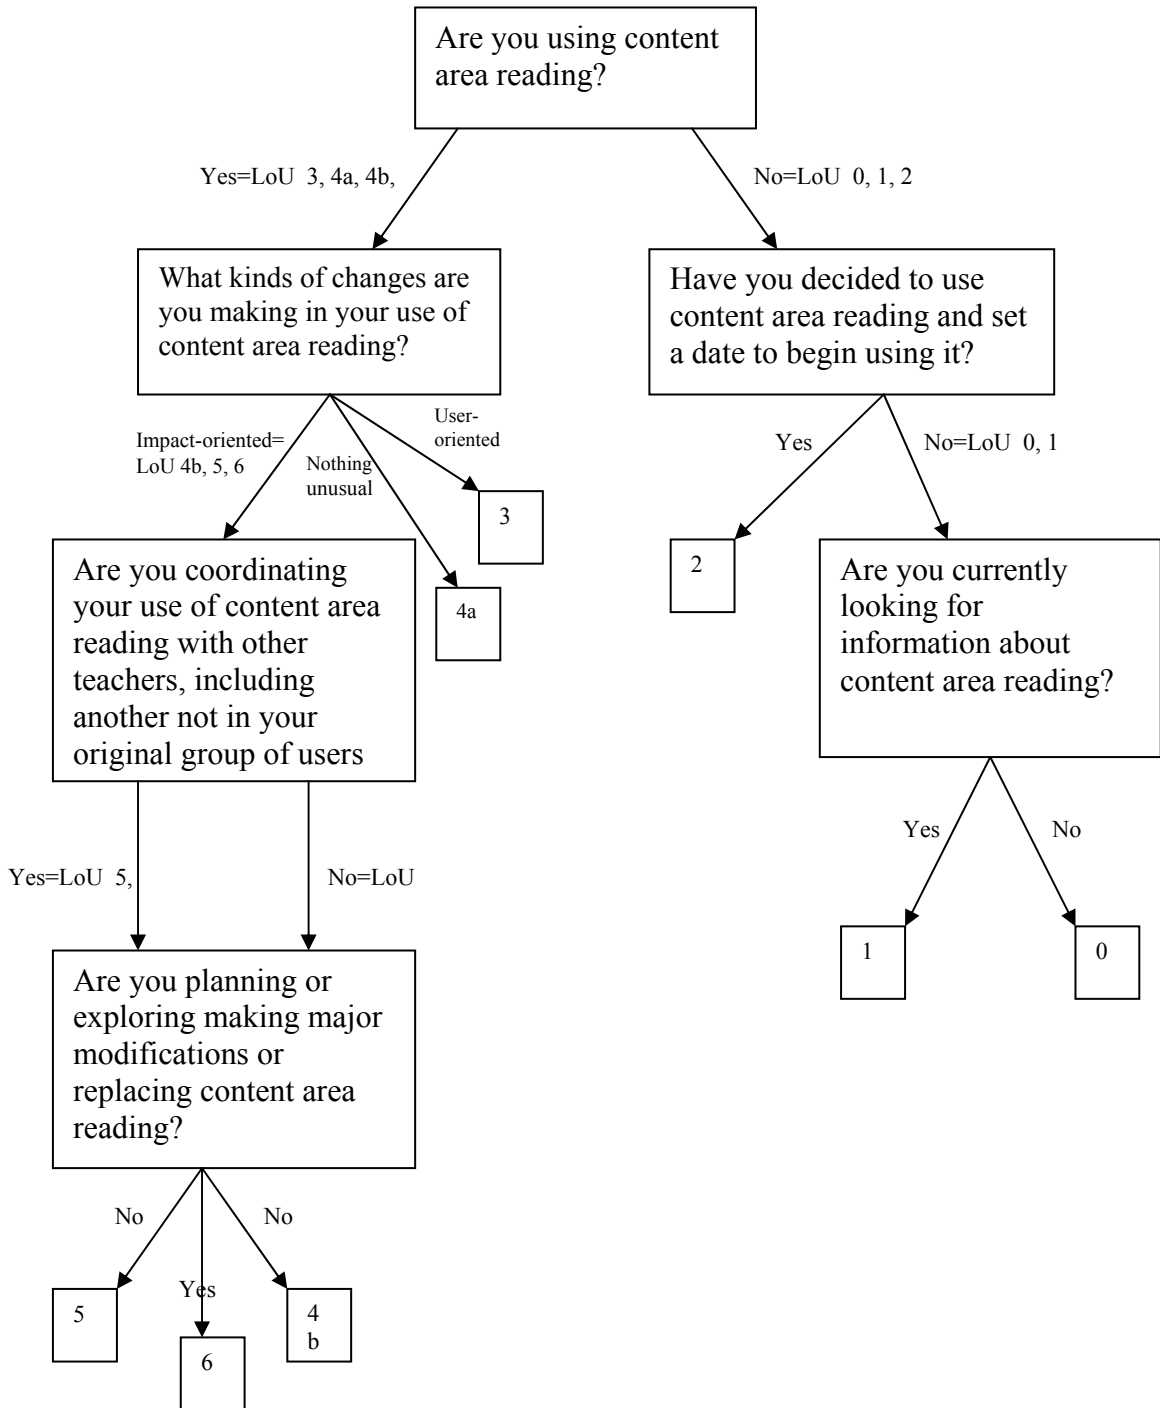 Are you using content
area reading?
Yes=LoU 3, 4a, 4b,
No=LoU 0, 1, 2
What kinds of changes are
you making in your use of
content area reading?
Have you decided to use
content area reading and set
a date to begin using it?
Impact-oriented=
LoU 4b, 5, 6
Nothing
unusual
User-
oriented
Yes
No=LoU 0, 1
3
4a
2
Are you coordinating
your use of content area
reading with other
teachers, including
another not in your
original group of users
Are you currently
looking for
information about
content area reading?
Yes=LoU 5,
No=LoU
Yes
No
1
0
Are you planning or
exploring making major
modifications or
replacing content area
reading?
No
Yes
No
5
6
4
b